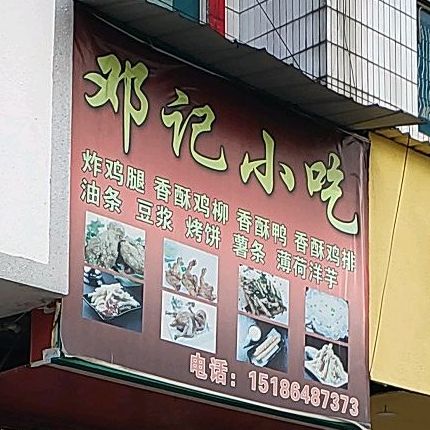 邓记小吃
炸鸡腿 香酥鸡柳 香酥鸭 香酥鸡排
油条 豆浆 烤饼 薯条 薄荷洋芋
电话：15186487373